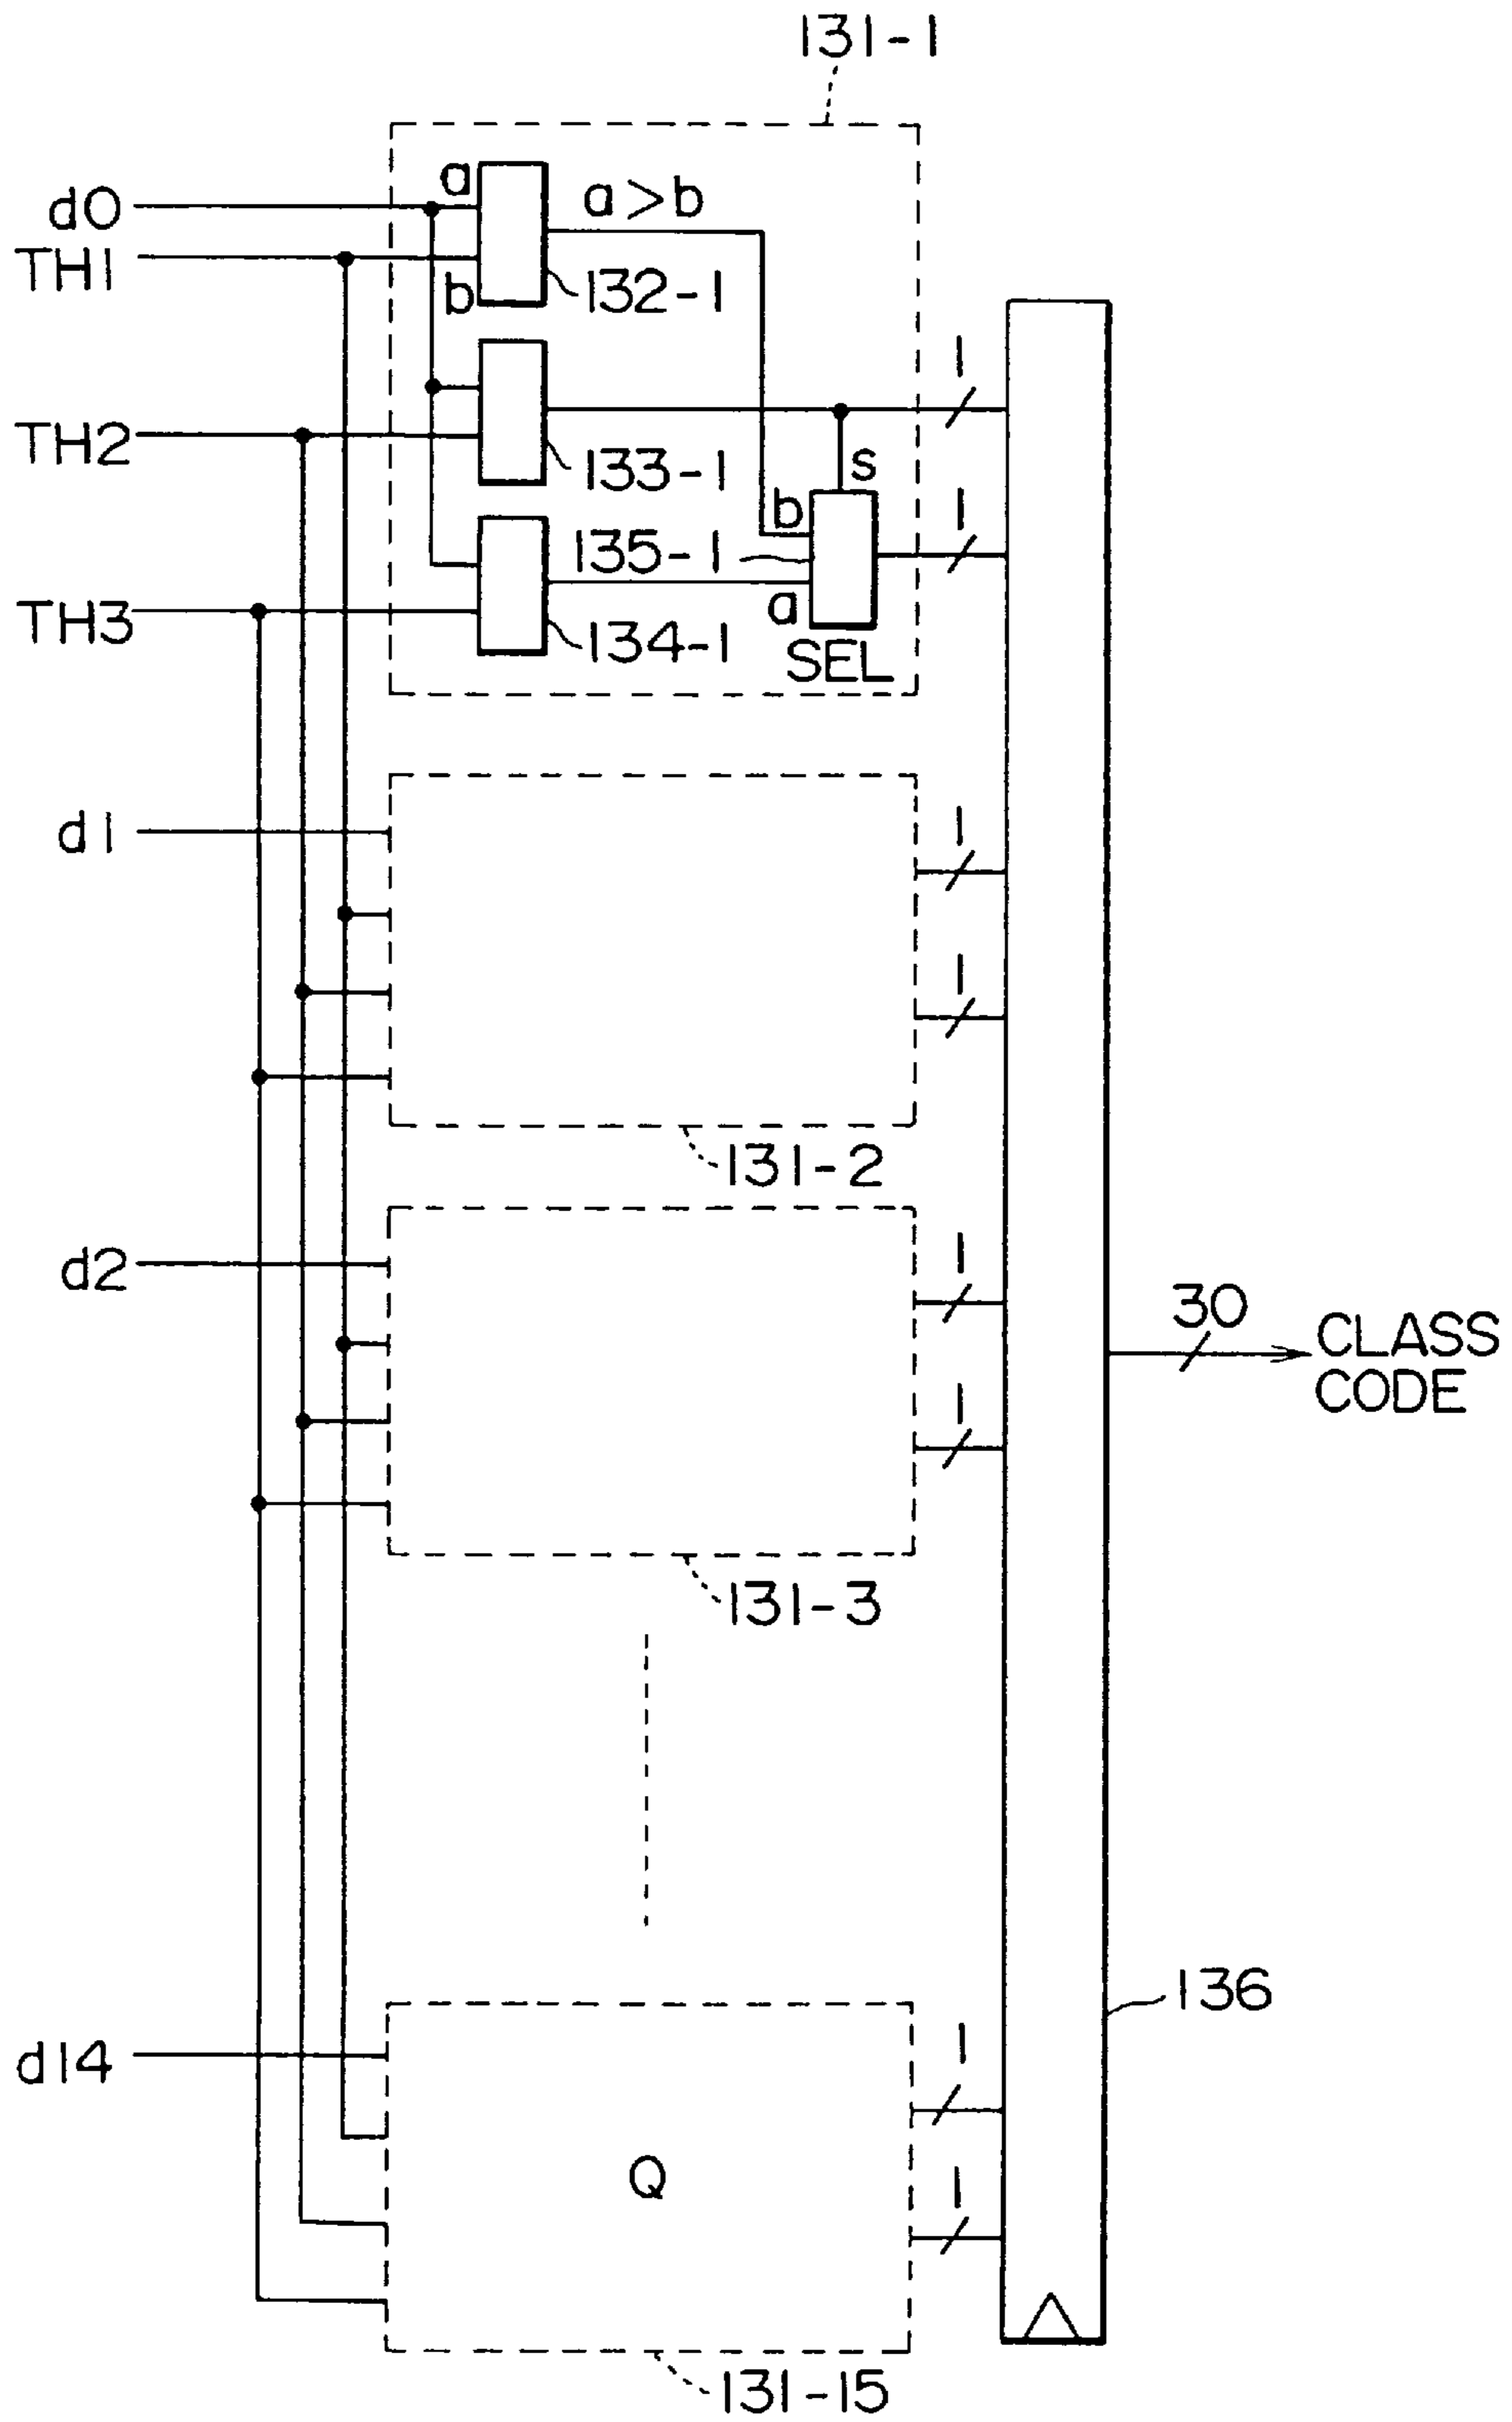 131-1
d0
a
a>b
TH1
b
132-1
1
TH2
133-1
s
1
b
135-1
a
TH3
134-1
SEL
d1
1
1
131-2
d2
1
30
CLASS
CODE
1
131-3
136
d14
1
Q
1
131-15